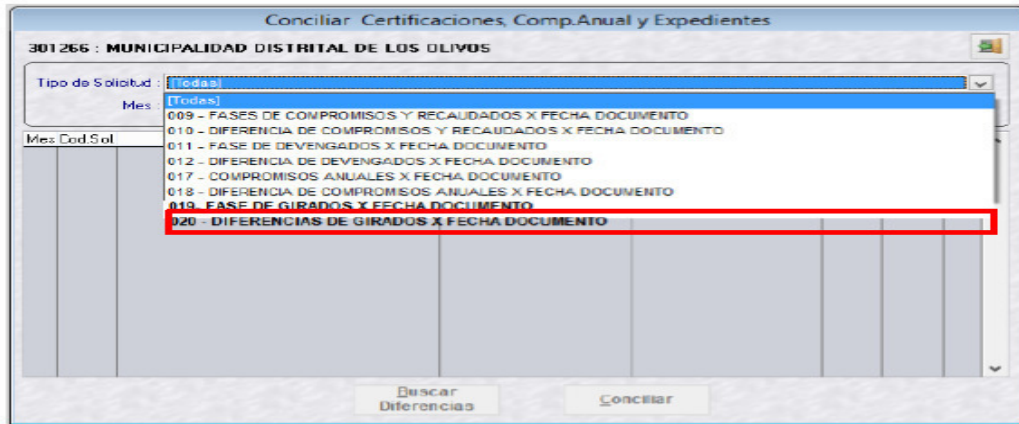 Conciliar Certificaciones, Comp.Anual y Expedientes
301266 : MUNICIPALIDAD DISTRITAL DE LOS OLIVOS
Tipo de Solicitud : [Todas]
Mes :
[Todas]
009 - FASES DE COMPROMISOS Y RECAUDADOS X FECHA DOCUMENTO
010 - DIFERENCIA DE COMPROMISOS Y RECAUDADOS X FECHA DOCUMENTO
011 - FASE DE DEVENGADOS X FECHA DOCUMENTO
012 - DIFERENCIA DE DEVENGADOS X FECHA DOCUMENTO
017 - COMPROMISOS ANUALES X FECHA DOCUMENTO
018 - DIFERENCIA DE COMPROMISOS ANUALES X FECHA DOCUMENTO
019- FASE DE GIRADOS X FECHA DOCUMENTO
020 - DIFERENCIAS DE GIRADOS X FECHA DOCUMENTO
Mes Cod.Sol
Buscar
Diferencias
Conciliar